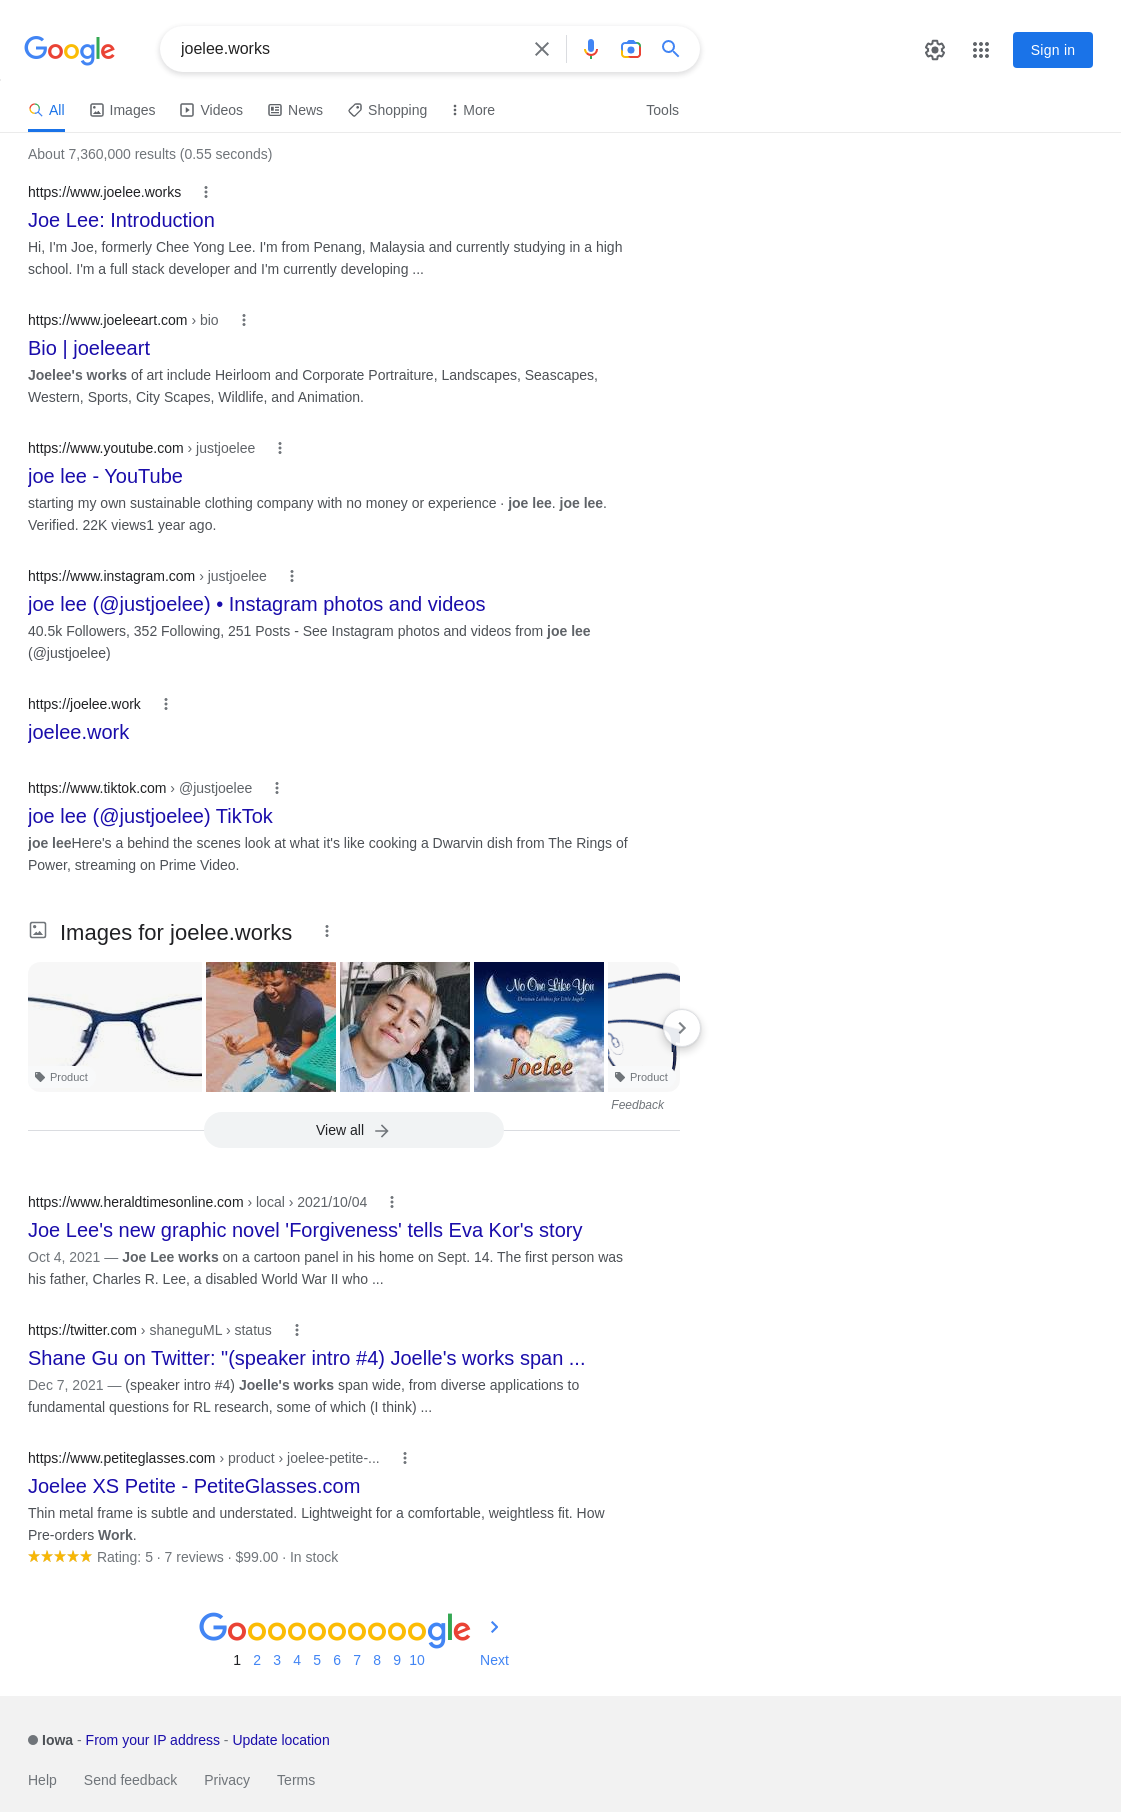 Google
joelee.works
Sign in
All
Images
Videos
News
Shopping
More
Tools
About 7,360,000 results (0.55 seconds)
https://www.joelee.works
Joe Lee: Introduction
Hi, I'm Joe, formerly Chee Yong Lee. I'm from Penang, Malaysia and currently studying in a high
school. I'm a full stack developer and I'm currently developing ...
https://www.joeleeart.com › bio
Bio | joeleeart
Joelee's works of art include Heirloom and Corporate Portraiture, Landscapes, Seascapes,
Western, Sports, City Scapes, Wildlife, and Animation.
https://www.youtube.com › justjoelee
joe lee - YouTube
starting my own sustainable clothing company with no money or experience · joe lee. joe lee.
Verified. 22K views1 year ago.
https://www.instagram.com › justjoelee
joe lee (@justjoelee) • Instagram photos and videos
40.5k Followers, 352 Following, 251 Posts - See Instagram photos and videos from joe lee
(@justjoelee)
https://joelee.work
joelee.work
https://www.tiktok.com › @justjoelee
joe lee (@justjoelee) TikTok
joe leeHere's a behind the scenes look at what it's like cooking a Dwarvin dish from The Rings of
Power, streaming on Prime Video.
Images for joelee.works
No One Like You
Christian Lullabies for Little Angels
Joelee
Product
Product
Feedback
View all
https://www.heraldtimesonline.com › local › 2021/10/04
Joe Lee's new graphic novel 'Forgiveness' tells Eva Kor's story
Oct 4, 2021 — Joe Lee works on a cartoon panel in his home on Sept. 14. The first person was
his father, Charles R. Lee, a disabled World War II who ...
https://twitter.com › shaneguML › status
Shane Gu on Twitter: "(speaker intro #4) Joelle's works span ...
Dec 7, 2021 — (speaker intro #4) Joelle's works span wide, from diverse applications to
fundamental questions for RL research, some of which (I think) ...
https://www.petiteglasses.com › product › joelee-petite-...
Joelee XS Petite - PetiteGlasses.com
Thin metal frame is subtle and understated. Lightweight for a comfortable, weightless fit. How
Pre-orders Work.
Rating: 5 · 7 reviews · $99.00 · In stock
Goooooooooogle
1 2 3 4 5 6 7 8 9 10 Next
Iowa - From your IP address - Update location
Help Send feedback Privacy Terms